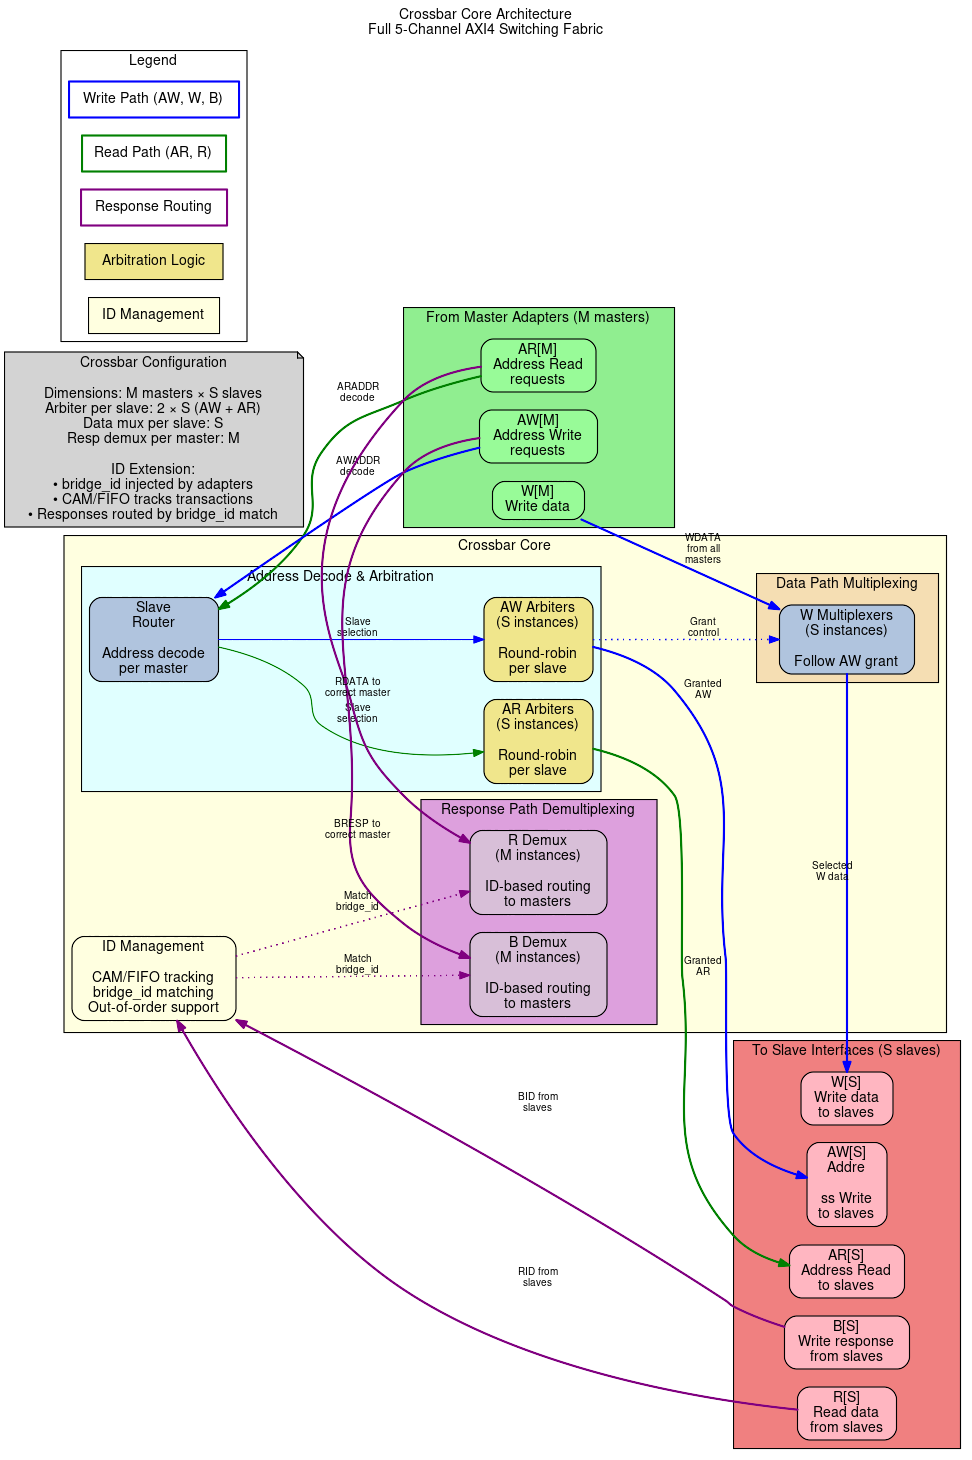 Crossbar Core Architecture
Full 5-Channel AXI4 Switching Fabric
Legend
Write Path (AW, W, B)
Read Path (AR, R)
Response Routing
Arbitration Logic
ID Management
Crossbar Configuration
Dimensions: M masters × S slaves
Arbiter per slave: 2 × S (AW + AR)
Data mux per slave: S
Resp demux per master: M
ID Extension:
• bridge_id injected by adapters
• CAM/FIFO tracks transactions
• Responses routed by bridge_id match
From Master Adapters (M masters)
AR[M]
Address Read
requests
AW[M]
Address Write
requests
W[M]
Write data
ARADDR
decode
AWADDR
decode
WDATA
from all
masters
Crossbar Core
Address Decode & Arbitration
Slave
Router
Address decode
per master
Slave
selection
AW Arbiters
(S instances)
Round-robin
per slave
RDATA to
correct master
Slave
selection
AR Arbiters
(S instances)
Round-robin
per slave
Grant
control
Granted
AW
Data Path Multiplexing
W Multiplexers
(S instances)
Follow AW grant
Response Path Demultiplexing
R Demux
(M instances)
ID-based routing
to masters
B Demux
(M instances)
ID-based routing
to masters
BRESP to
correct master
Match
bridge_id
Match
bridge_id
ID Management
CAM/FIFO tracking
bridge_id matching
Out-of-order support
Selected
W data
Granted
AR
To Slave Interfaces (S slaves)
W[S]
Write data
to slaves
AW[S]
Addre
ss Write
to slaves
AR[S]
Address Read
to slaves
B[S]
Write response
from slaves
R[S]
Read data
from slaves
BID from
slaves
RID from
slaves